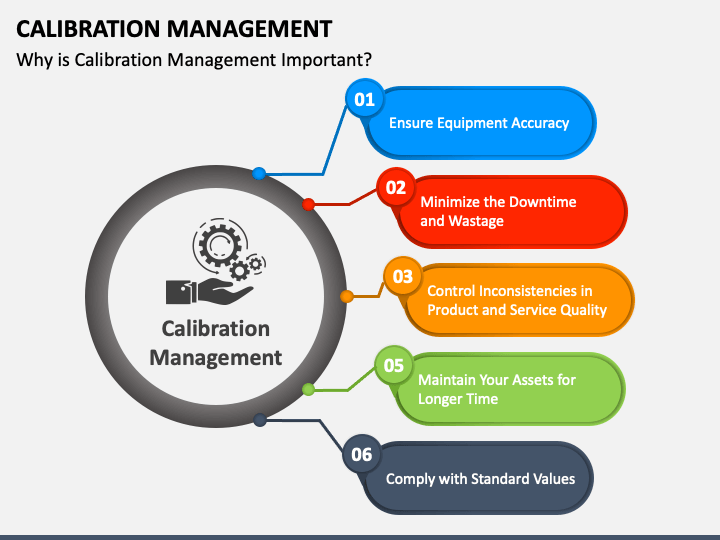 CALIBRATION MANAGEMENT
Why is Calibration Management Important?
01
Ensure Equipment Accuracy
02
Minimize the Downtime
and Wastage
03
Control Inconsistencies in
Product and Service Quality
Calibration
Management
05
Maintain Your Assets for
Longer Time
06
Comply with Standard Values